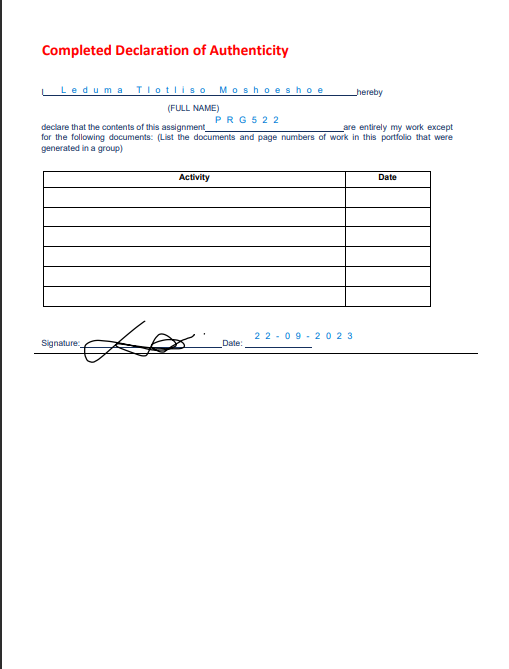 Completed Declaration of Authenticity
I Leduma Tlotliso Moshoeshoe hereby
(FULL NAME)
declare that the contents of this assignment PRG522 are entirely my work except
for the following documents: (List the documents and page numbers of work in this portfolio that were
generated in a group)
Activity Date
Signature: Date: 22-09-2023